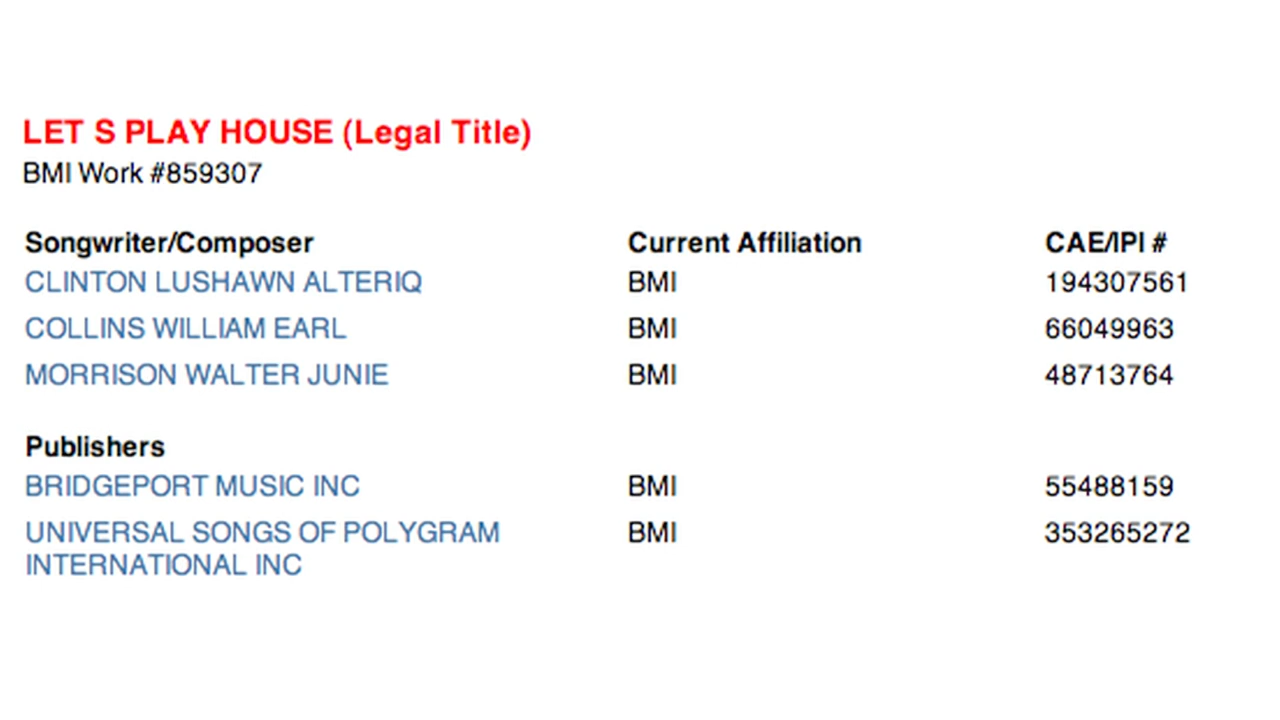 LET S PLAY HOUSE (Legal Title)
BMI Work #859307
Songwriter/Composer Current Affiliation CAE/IPI #
CLINTON LUSHAWN ALTERIQ BMI 194307561
COLLINS WILLIAM EARL BMI 66049963
MORRISON WALTER JUNIE BMI 48713764
Publishers
BRIDGEPORT MUSIC INC BMI 55488159
UNIVERSAL SONGS OF POLYGRAM BMI 353265272
INTERNATIONAL INC